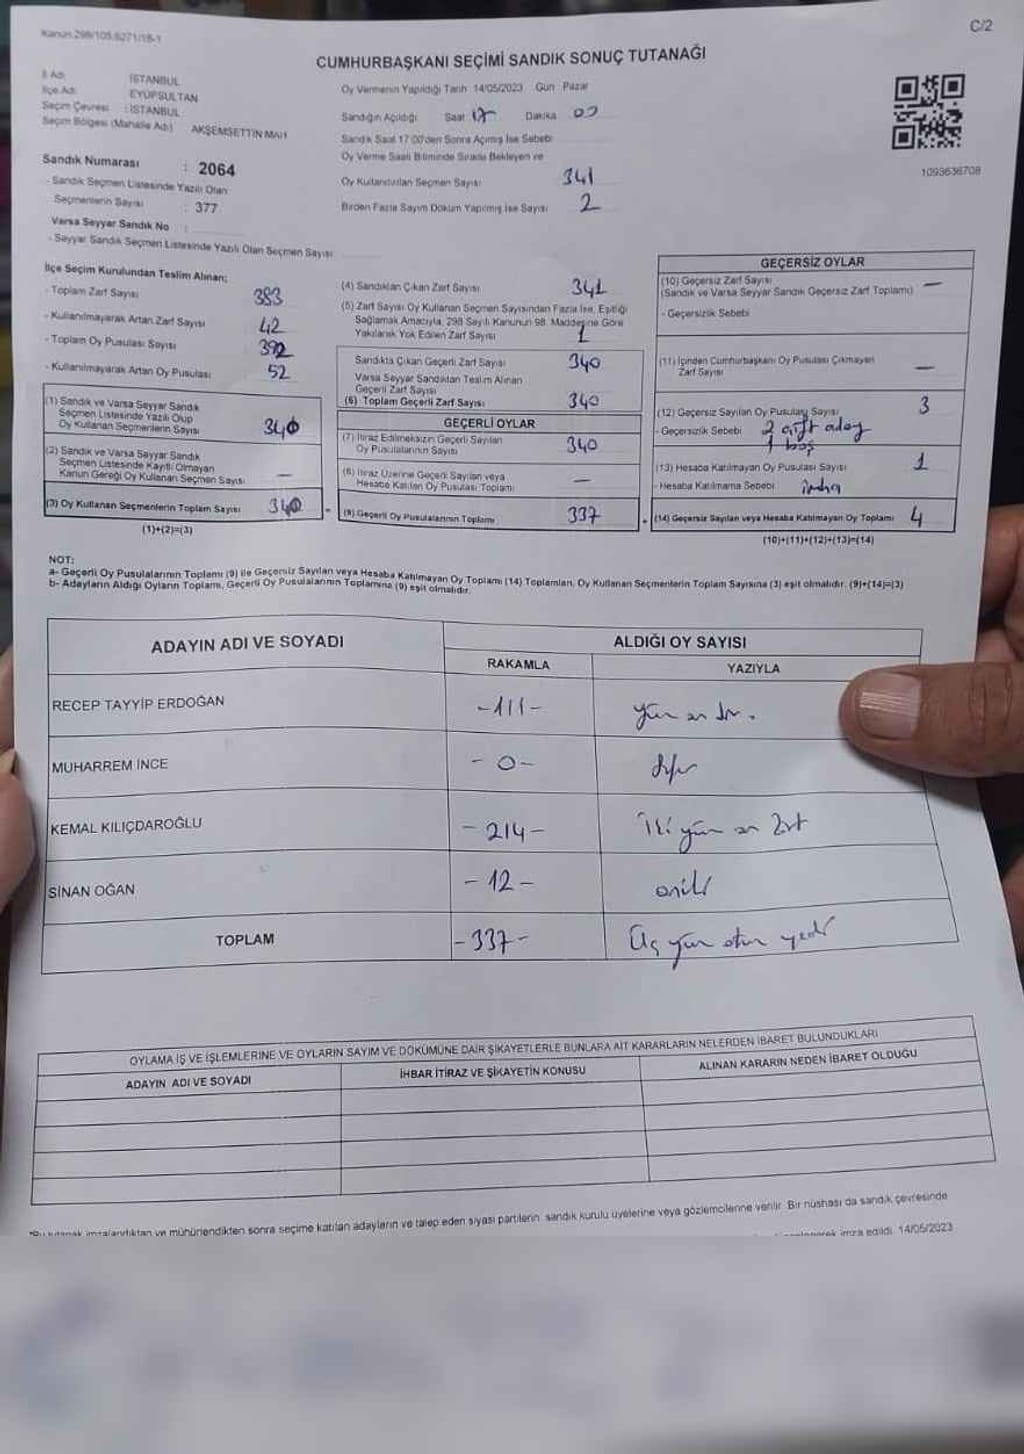 Kanun:298/105.6271/18-1
C/2
CUMHURBAŞKANI SEÇİMİ SANDIK SONUÇ TUTANAĞI
İl Adı : İSTANBUL
İlçe Adı : EYÜPSULTAN
Seçim Çevresi : İSTANBUL
Seçim Bölgesi (Mahalle Adı) AKŞEMSETTİN MAH
Oy Vermenin Yapıldığı Tarih 14/05/2023 Gün Pazar
Sandığın Açıldığı Saat 17 Dakika
Sandık Saat 17:00'den Sonra Açılmış İse Sebebi
Oy Verme Saati Bitiminde Sırada Bekleyen ve
Oy Kullandırılan Seçmen Sayısı 341
Birden Fazla Sayım Döküm Yapılmış İse Sayısı 2
1093636708
Sandık Numarası : 2064
- Sandık Seçmen Listesinde Yazılı Olan
Seçmenlerin Sayısı : 377
Varsa Seyyar Sandık No :
- Seyyar Sandık Seçmen Listesinde Yazılı Olan Seçmen Sayısı
İlçe Seçim Kurulundan Teslim Alınan;
- Toplam Zarf Sayısı 383
- Kullanılmayarak Artan Zarf Sayısı 42
- Toplam Oy Pusulası Sayısı 392
- Kullanılmayarak Artan Oy Pusulası 52
(1) Sandık ve Varsa Seyyar Sandık
Seçmen Listesinde Yazılı Olup
Oy Kullanan Seçmenlerin Sayısı 340
(2) Sandık ve Varsa Seyyar Sandık
Seçmen Listesinde Kayıtlı Olmayan
Kanun Gereği Oy Kullanan Seçmen Sayısı —
(3) Oy Kullanan Seçmenlerin Toplam Sayısı 340
(1)+(2)=(3)
(4) Sandıktan Çıkan Zarf Sayısı 341
(5) Zarf Sayısı Oy Kullanan Seçmen Sayısından Fazla İse, Eşitliği
Sağlamak Amacıyla, 298 Sayılı Kanunun 98. Maddesine Göre
Yakılarak Yok Edilen Zarf Sayısı 1
Sandıkta Çıkan Geçerli Zarf Sayısı 340
Varsa Seyyar Sandıktan Teslim Alınan
Geçerli Zarf Sayısı
(6) Toplam Geçerli Zarf Sayısı 340
GEÇERLİ OYLAR
(7) İtiraz Edilmeksizin Geçerli Sayılan
Oy Pusulalarının Sayısı 340
(8) İtiraz Üzerine Geçerli Sayılan veya
Hesaba Katılan Oy Pusulası Toplamı —
(9) Geçerli Oy Pusulalarının Toplamı 337
GEÇERSİZ OYLAR
(10) Geçersiz Zarf Sayısı —
(Sandık ve Varsa Seyyar Sandık Geçersiz Zarf Toplamı)
- Geçersizlik Sebebi
(11) İçinden Cumhurbaşkanı Oy Pusulası Çıkmayan
Zarf Sayısı —
(12) Geçersiz Sayılan Oy Pusulası Sayısı 3
- Geçersizlik Sebebi 2 çift aday
1 boş
(13) Hesaba Katılmayan Oy Pusulası Sayısı 1
- Hesaba Katılmama Sebebi imha
(14) Geçersiz Sayılan veya Hesaba Katılmayan Oy Toplamı 4
(10)+(11)+(12)+(13)=(14)
NOT:
a- Geçerli Oy Pusulalarının Toplamı (9) ile Geçersiz Sayılan veya Hesaba Katılmayan Oy Toplamı (14) Toplamları, Oy Kullanan Seçmenlerin Toplam Sayısına (3) eşit olmalıdır. (9)+(14)=(3)
b- Adayların Aldığı Oyların Toplamı, Geçerli Oy Pusulalarının Toplamına (9) eşit olmalıdır.
ADAYIN ADI VE SOYADI
ALDIĞI OY SAYISI
RAKAMLA YAZIYLA
RECEP TAYYİP ERDOĞAN -111- yüz on bir.
MUHARREM İNCE -0- sıfır
KEMAL KILIÇDAROĞLU -214- iki yüz on dört
SİNAN OĞAN -12- oniki
TOPLAM -337- Üç yüz otuz yedi
OYLAMA İŞ VE İŞLEMLERİNE VE OYLARIN SAYIM VE DÖKÜMÜNE DAİR ŞİKAYETLERLE BUNLARA AİT KARARLARIN NELERDEN İBARET BULUNDUKLARI
ADAYIN ADI VE SOYADI İHBAR İTİRAZ VE ŞİKAYETİN KONUSU ALINAN KARARIN NEDEN İBARET OLDUĞU
*Bu tutanak imzalandıktan ve mühürlendikten sonra seçime katılan adayların ve talep eden siyasi partilerin sandık kurulu üyelerine veya gözlemcilerine verilir. Bir nüshası da sandık çevresinde
imza edildi. 14/05/2023